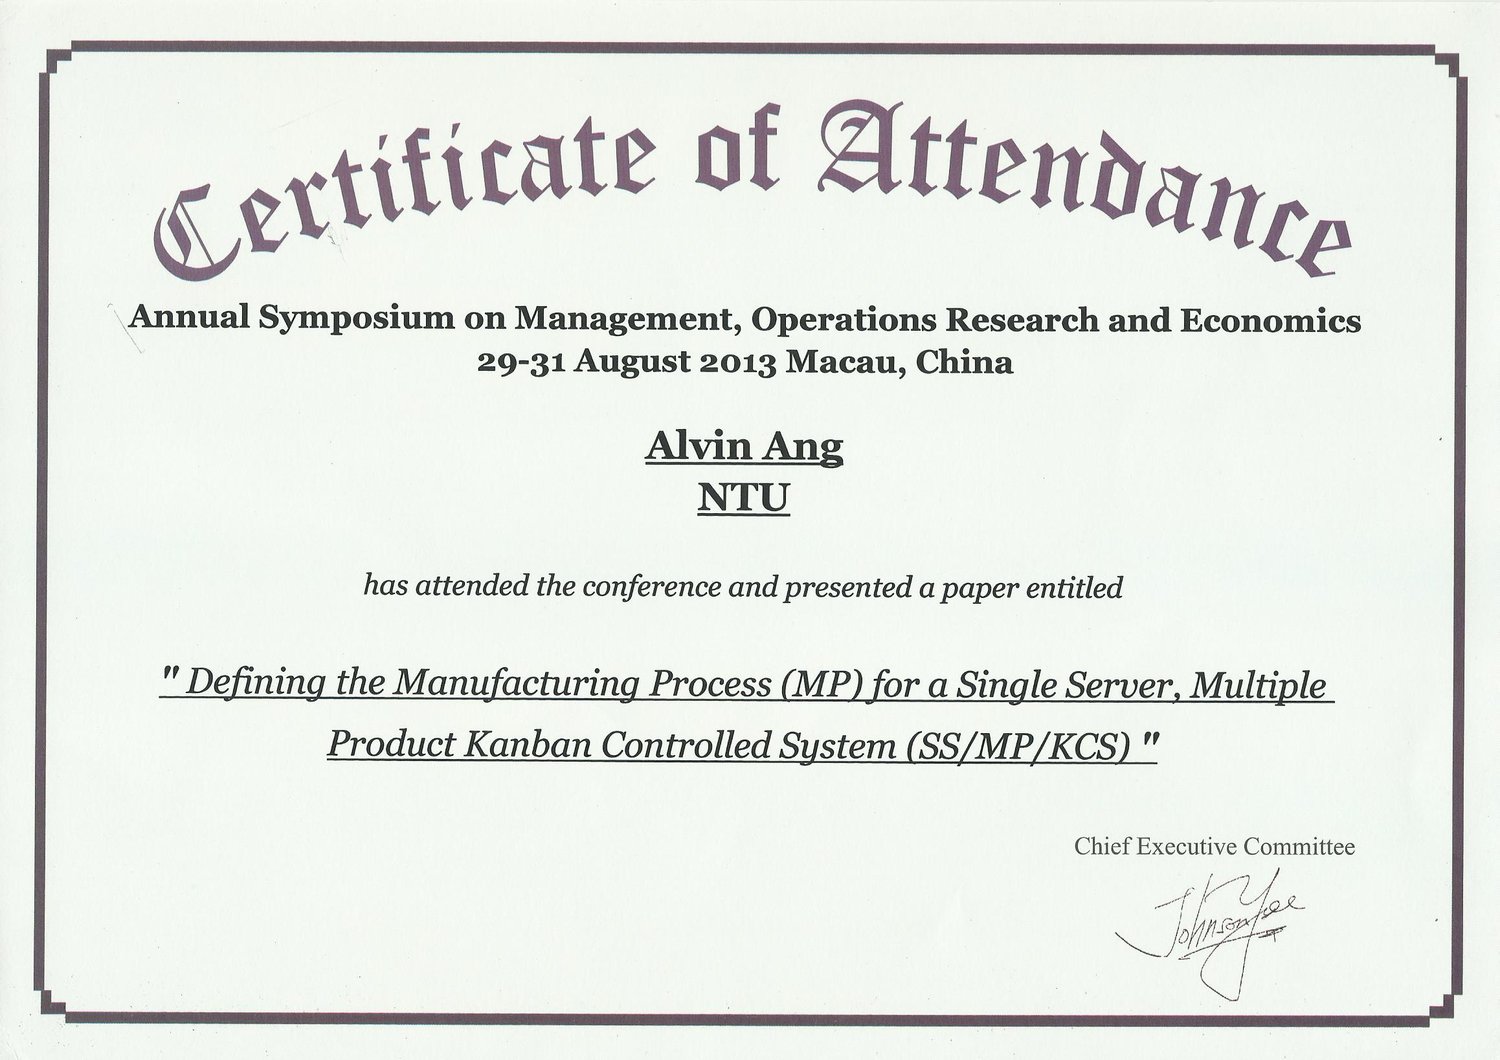 Certificate of Attendance
Annual Symposium on Management, Operations Research and Economics
29-31 August 2013 Macau, China
Alvin Ang
NTU
has attended the conference and presented a paper entitled
" Defining the Manufacturing Process (MP) for a Single Server, Multiple
Product Kanban Controlled System (SS/MP/KCS) "
Chief Executive Committee
Johnson Yee